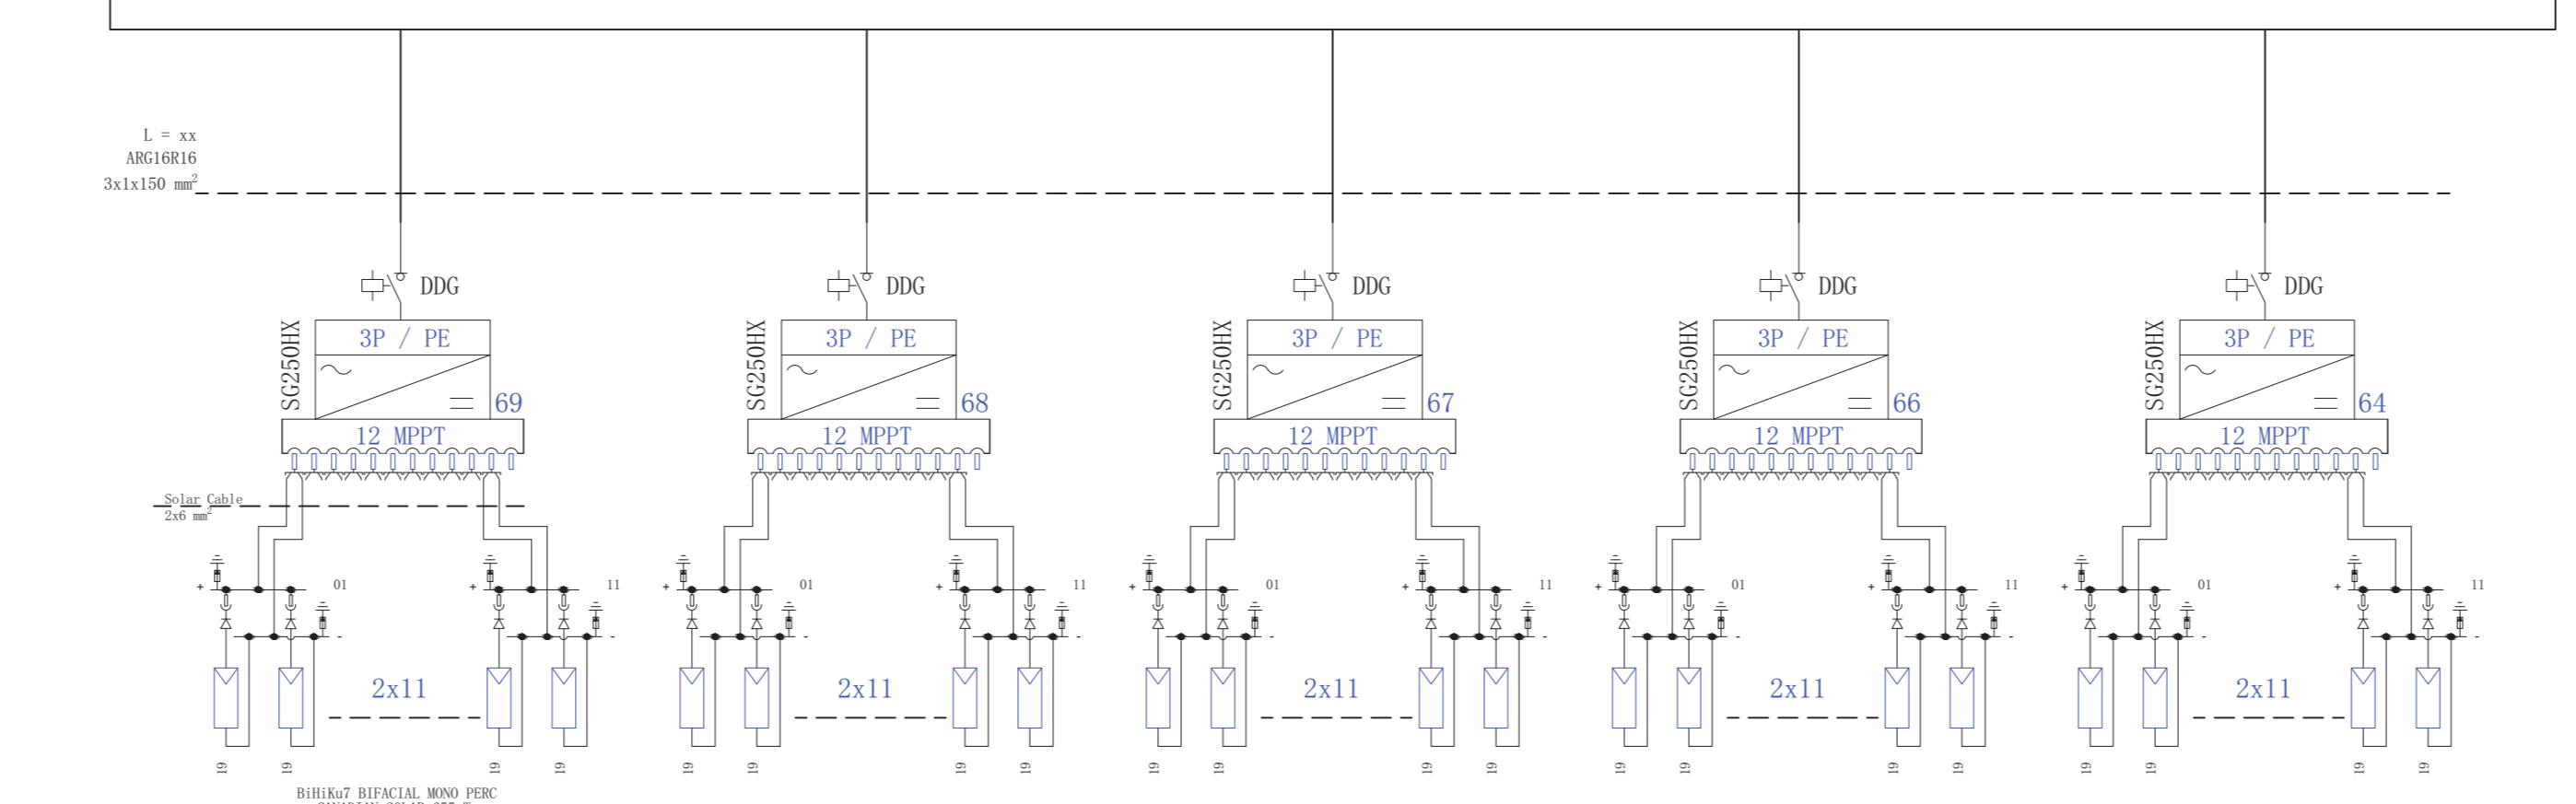 L = xx
ARG16R16
3x1x150 mm²
DDG DDG DDG DDG DDG
SG250HX 3P / PE SG250HX 3P / PE SG250HX 3P / PE SG250HX 3P / PE SG250HX 3P / PE
69 68 67 66 64
12 MPPT 12 MPPT 12 MPPT 12 MPPT 12 MPPT
Solar Cable
2x6 mm²
+ 01 + 11 + 01 + 11 + 01 + 11 + 01 + 11 + 01 + 11
- - - - - - - - - -
2x11 2x11 2x11 2x11 2x11
19 19 19 19 19 19 19 19 19 19 19 19 19 19 19 19 19 19 19 19
BiHiKu7 BIFACIAL MONO PERC